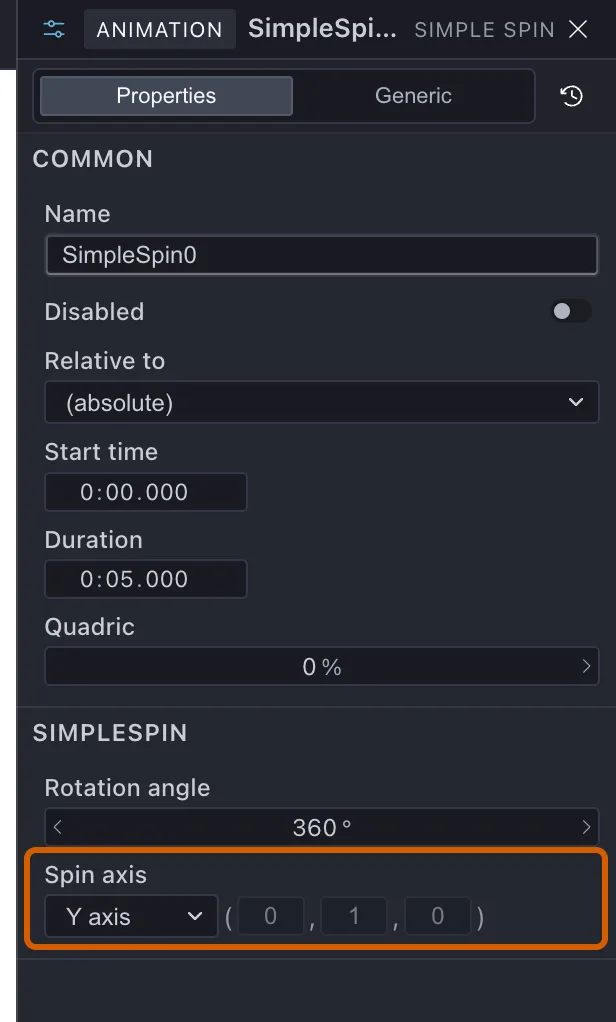 ANIMATION SimpleSpi... SIMPLE SPIN
Properties Generic
COMMON
Name
SimpleSpin0
Disabled
Relative to
(absolute)
Start time
0:00.000
Duration
0:05.000
Quadric
0 %
SIMPLESPIN
Rotation angle
360 °
Spin axis
Y axis ( 0 , 1 , 0 )